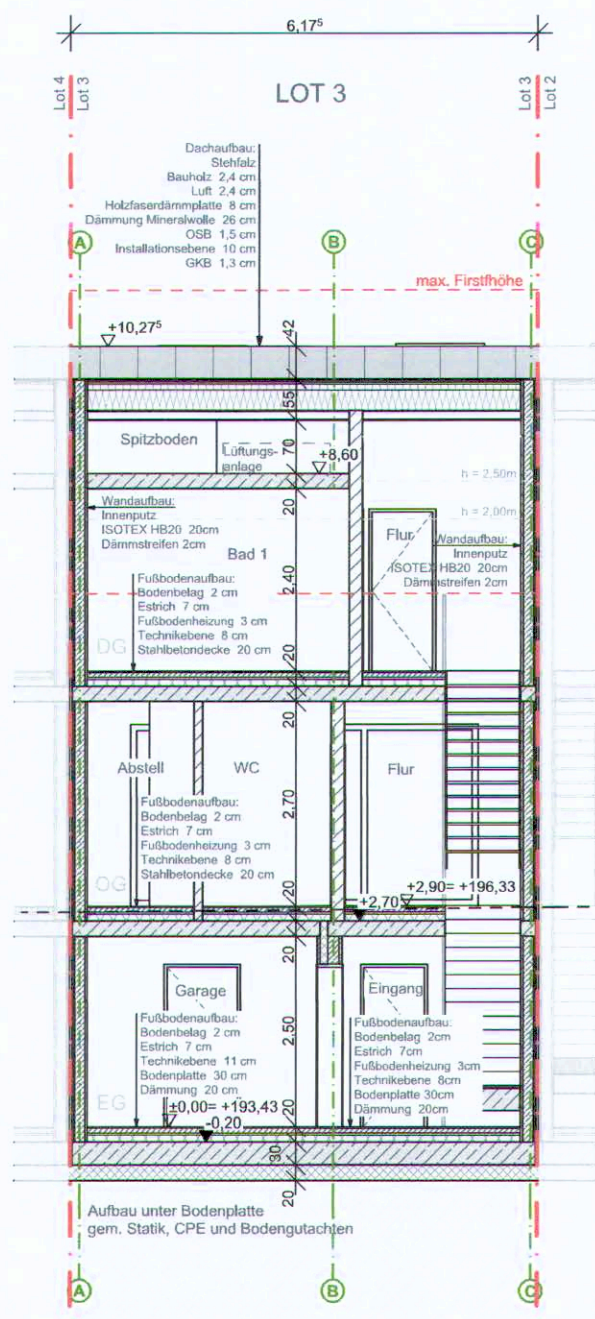 6,17⁵
Lot 4
Lot 3
LOT 3
Lot 3
Lot 2
Dachaufbau:
Stehfalz
Bauholz 2,4 cm
Luft 2,4 cm
Holzfaserdämmplatte 8 cm
Dämmung Mineralwolle 26 cm
OSB 1,5 cm
Installationsebene 10 cm
GKB 1,3 cm
A
B
C
max. Firstfhöhe
+10,27⁵
42
55
Spitzboden
Lüftungs-
anlage
70
+8,60
h = 2,50m
Wandaufbau:
Innenputz
ISOTEX HB20 20cm
Dämmstreifen 2cm
20
h = 2,00m
Flur
Wandaufbau:
Innenputz
ISOTEX HB20 20cm
Dämmstreifen 2cm
Bad 1
2,40
Fußbodenaufbau:
Bodenbelag 2 cm
Estrich 7 cm
Fußbodenheizung 3 cm
Technikebene 8 cm
Stahlbetondecke 20 cm
DG
20
20
Abstell
WC
Flur
2,70
Fußbodenaufbau:
Bodenbelag 2 cm
Estrich 7 cm
Fußbodenheizung 3 cm
Technikebene 8 cm
Stahlbetondecke 20 cm
OG
20
+2,90= +196,33
+2,70
20
Garage
Eingang
2,50
Fußbodenaufbau:
Bodenbelag 2 cm
Estrich 7 cm
Technikebene 11 cm
Bodenplatte 30 cm
Dämmung 20 cm
Fußbodenaufbau:
Bodenbelag 2cm
Estrich 7cm
Fußbodenheizung 3cm
Technikebene 8cm
Bodenplatte 30cm
Dämmung 20cm
EG
±0,00= +193,43
-0,20
20
30
20
Aufbau unter Bodenplatte
gem. Statik, CPE und Bodengutachten
A
B
C